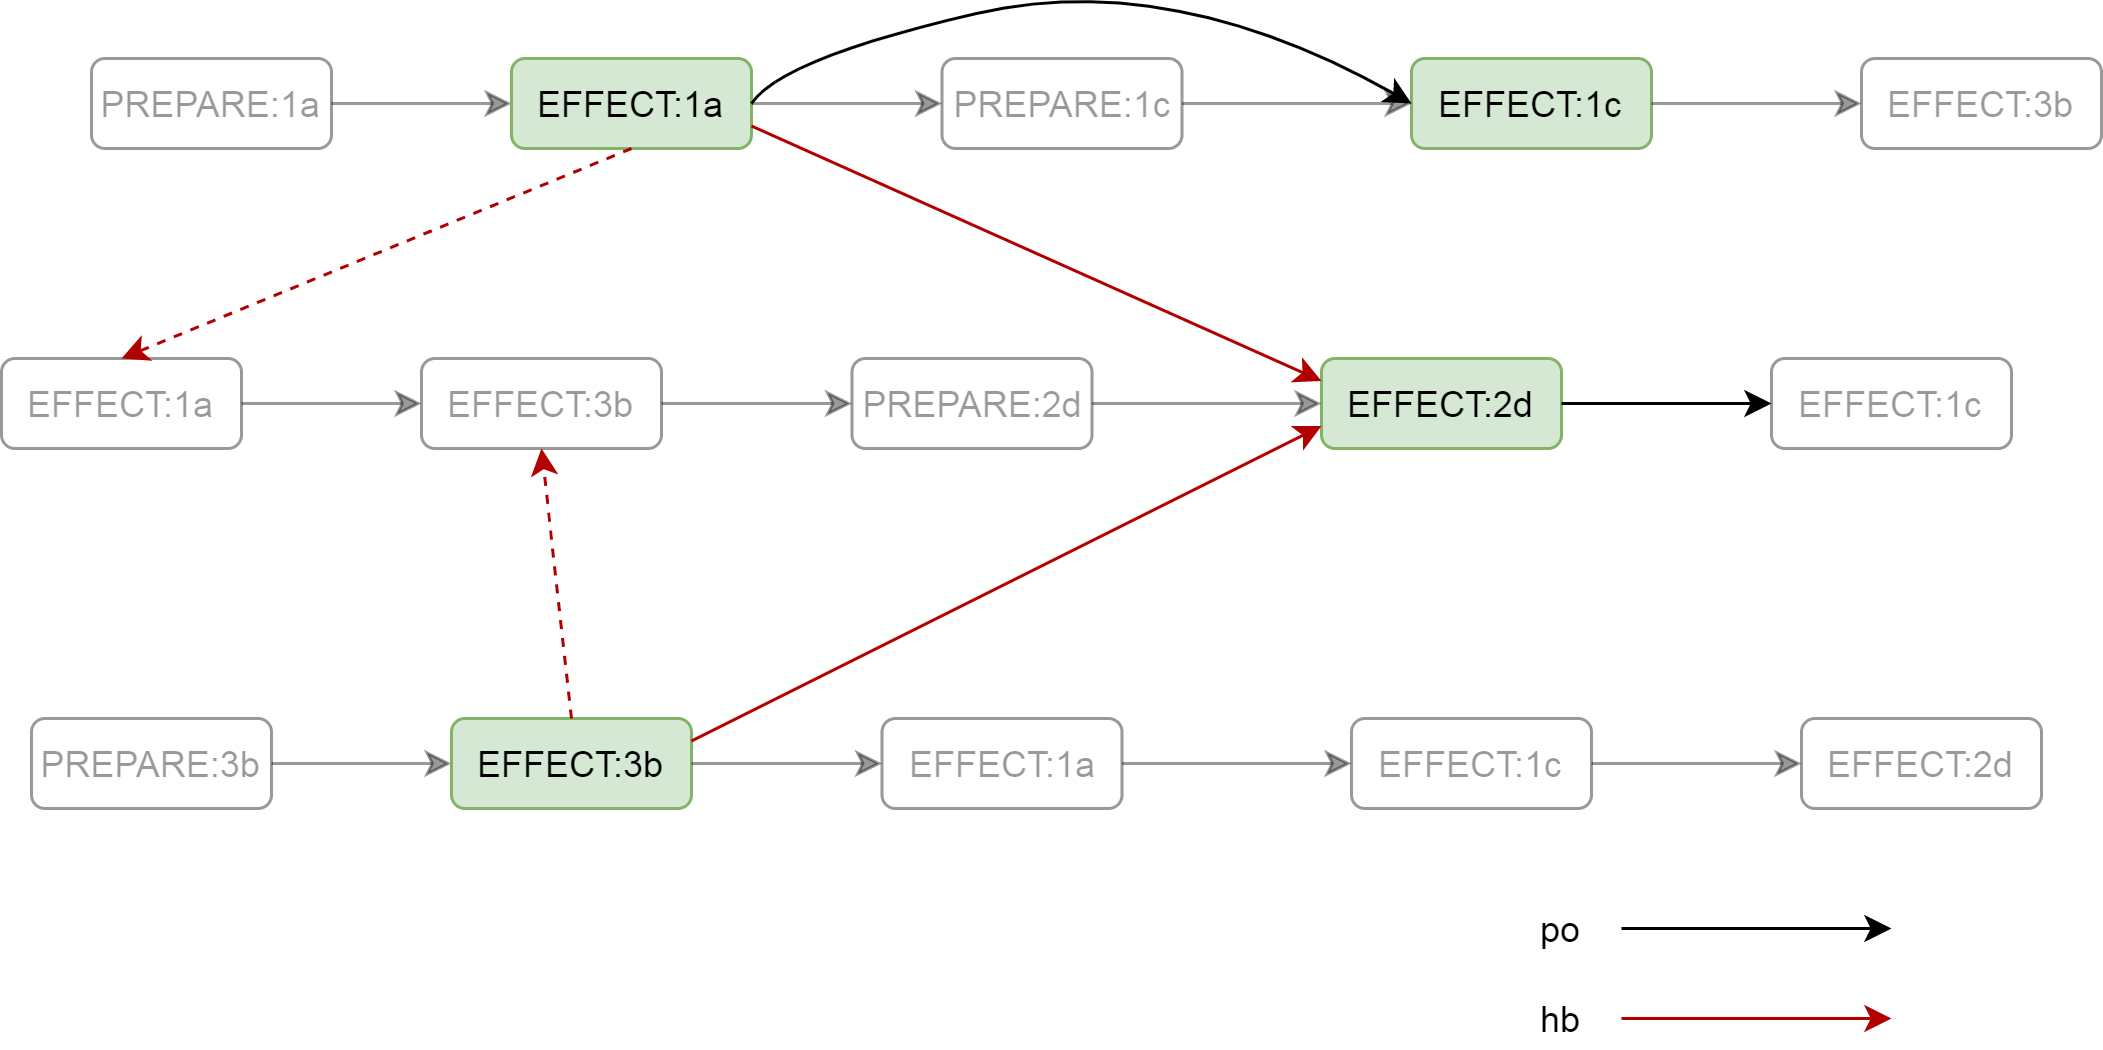 PREPARE:1a
EFFECT:1a
PREPARE:1c
EFFECT:1c
EFFECT:3b
EFFECT:1a
EFFECT:3b
PREPARE:2d
EFFECT:2d
EFFECT:1c
PREPARE:3b
EFFECT:3b
EFFECT:1a
EFFECT:1c
EFFECT:2d
po
hb